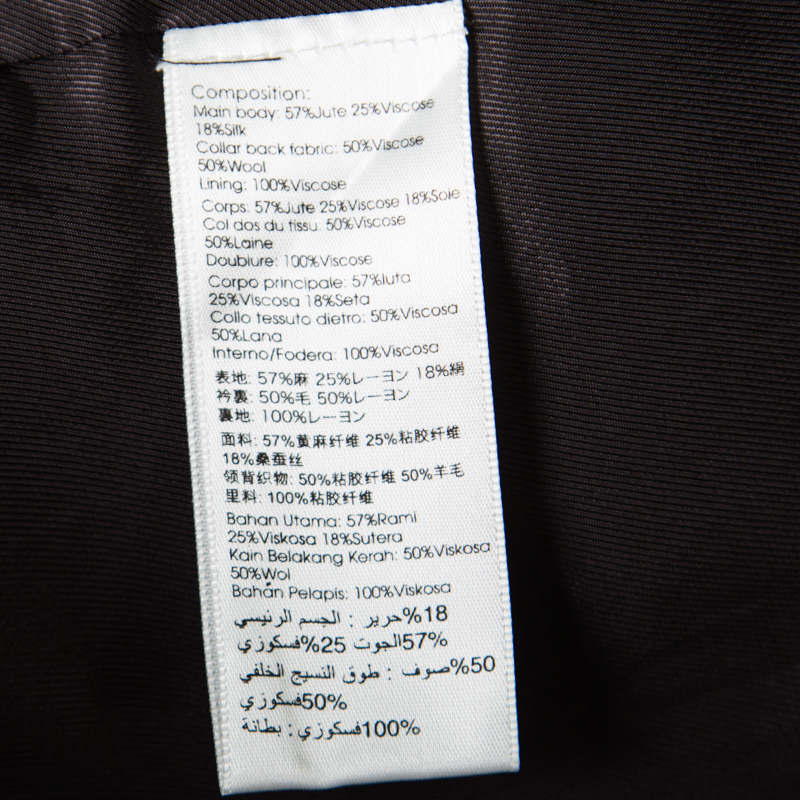 Composition:
Main body: 57%Jute 25%Viscose
18%Silk
Collar back fabric: 50%Viscose
50%Wool
Lining: 100%Viscose
Corps: 57%Jute 25%Viscose 18%Soie
Col dos du tissu: 50%Viscose
50%Laine
Doublure: 100%Viscose
Corpo principale: 57%Iuta
25%Viscosa 18%Seta
Collo tessuto dietro: 50%Viscosa
50%Lana
Interno/Fodera: 100%Viscosa
表地: 57%麻 25%レーヨン 18%絹
衿裏: 50%毛 50%レーヨン
裏地: 100%レーヨン
面料: 57%黄麻纤维 25%粘胶纤维
18%桑蚕丝
领背织物: 50%粘胶纤维 50%羊毛
里料: 100%粘胶纤维
Bahan Utama: 57%Rami
25%Viskosa 18%Sutera
Kain Belakang Kerah: 50%Viskosa
50%Wol
Bahan Pelapis: 100%Viskosa
18%حرير : الجسم الرئيسي
57%الجوت 25%فسكوزي
50%صوف : طوق النسيج الخلفي
50%فسكوزي
100%فسكوزي : بطانة